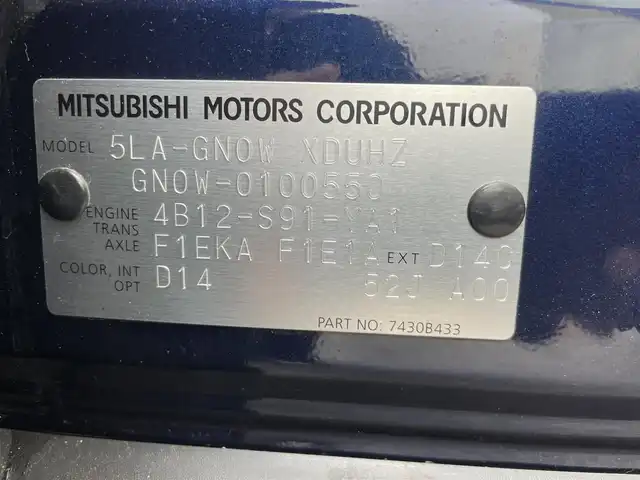 MITSUBISHI MOTORS CORPORATION
MODEL 5LA-GN0W XDUHZ
GN0W-0100550
ENGINE 4B12-S91-YA1
TRANS AXLE F1EKA F1E1A EXT D14C
COLOR, INT OPT D14 52J A00
PART NO: 7430B433